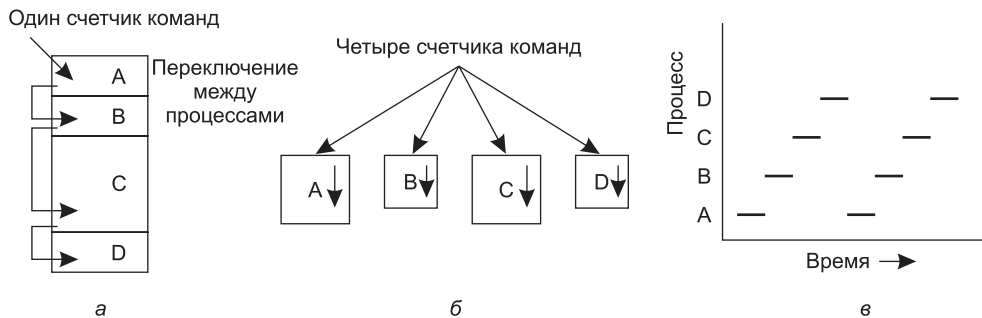 Один счетчик команд
A
B
C
D
Переключение
между
процессами
а
Четыре счетчика команд
A
B
C
D
б
Процесс
D
C
B
A
Время
в